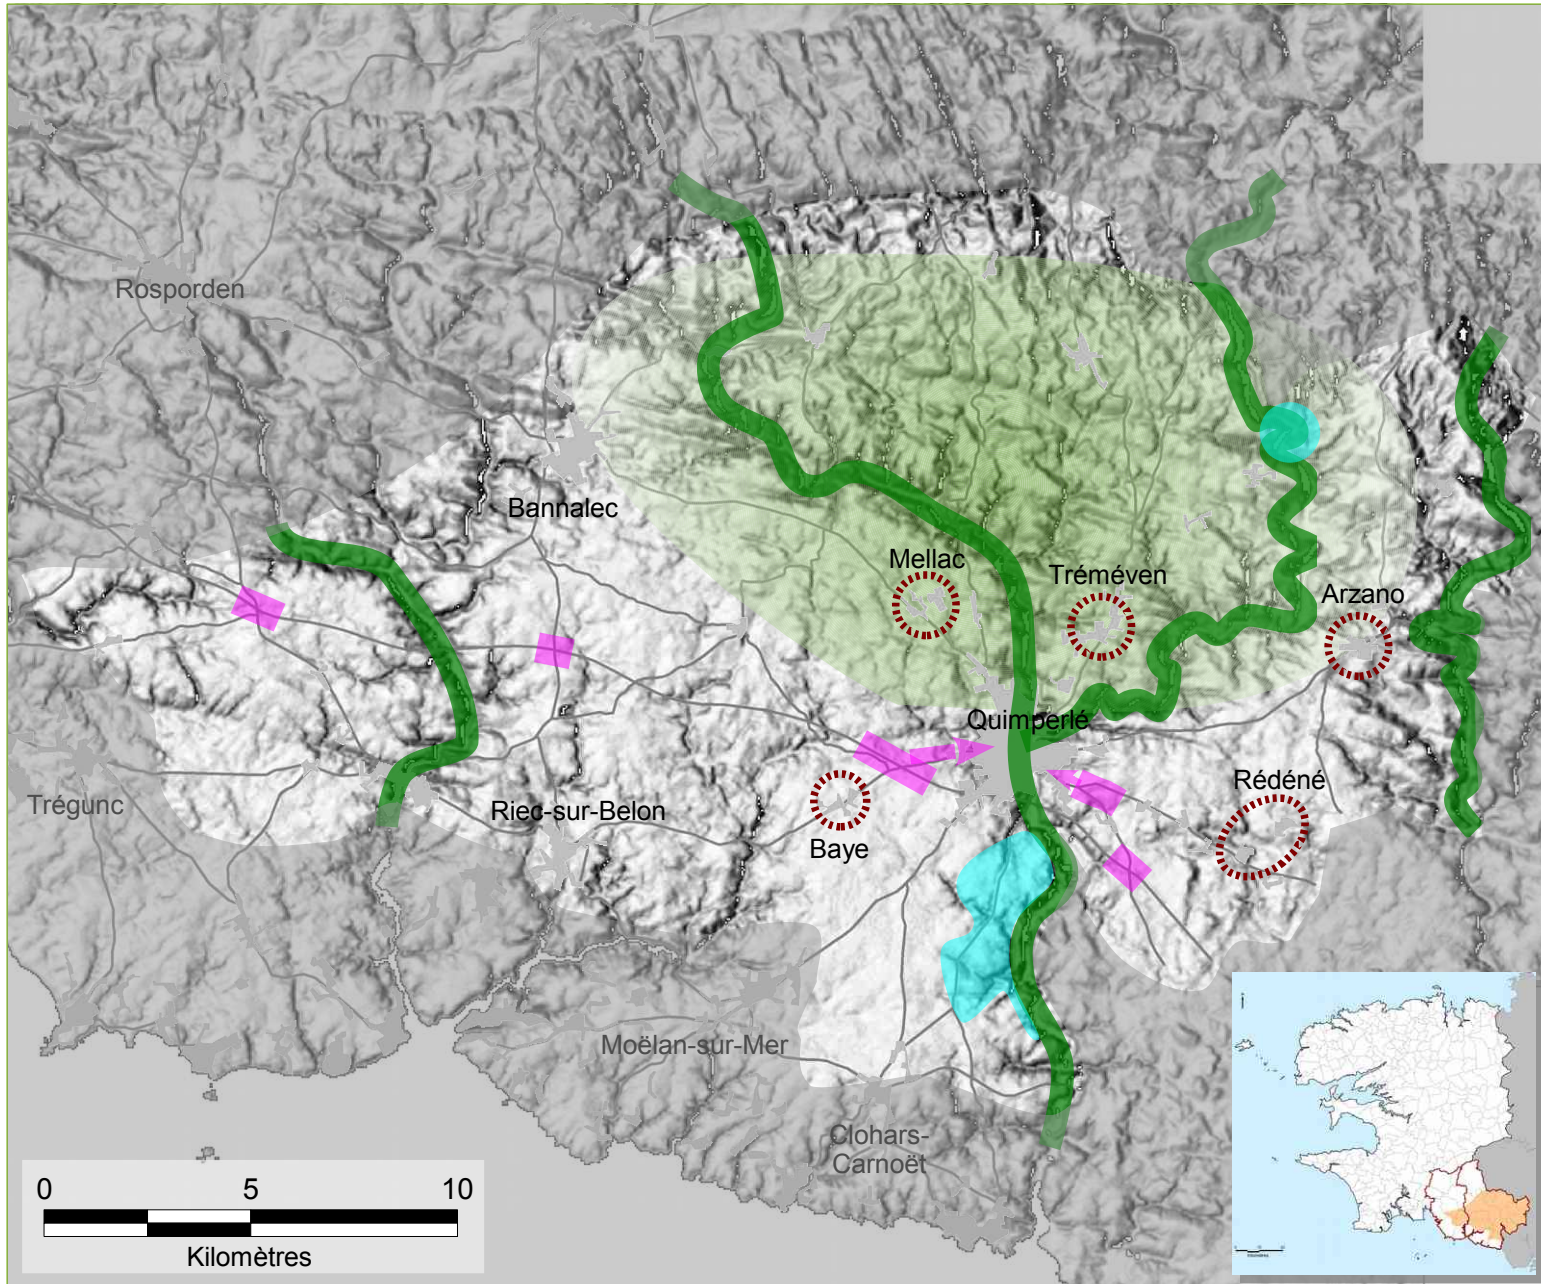 Rosporden
Bannalec
Mellac
Tréméven
Arzano
Quimperlé
Trégunc
Riec-sur-Belon
Rédéné
Baye
Moëlan-sur-Mer
Clohars-
Carnoët
0 5 10
Kilomètres